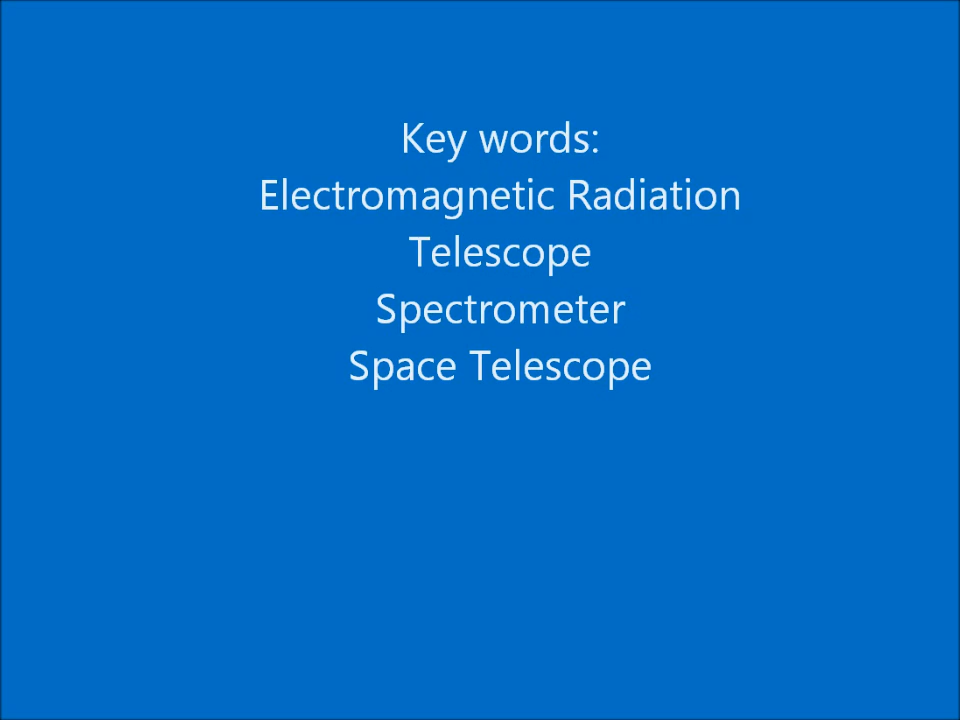 Key words:
Electromagnetic Radiation
Telescope
Spectrometer
Space Telescope